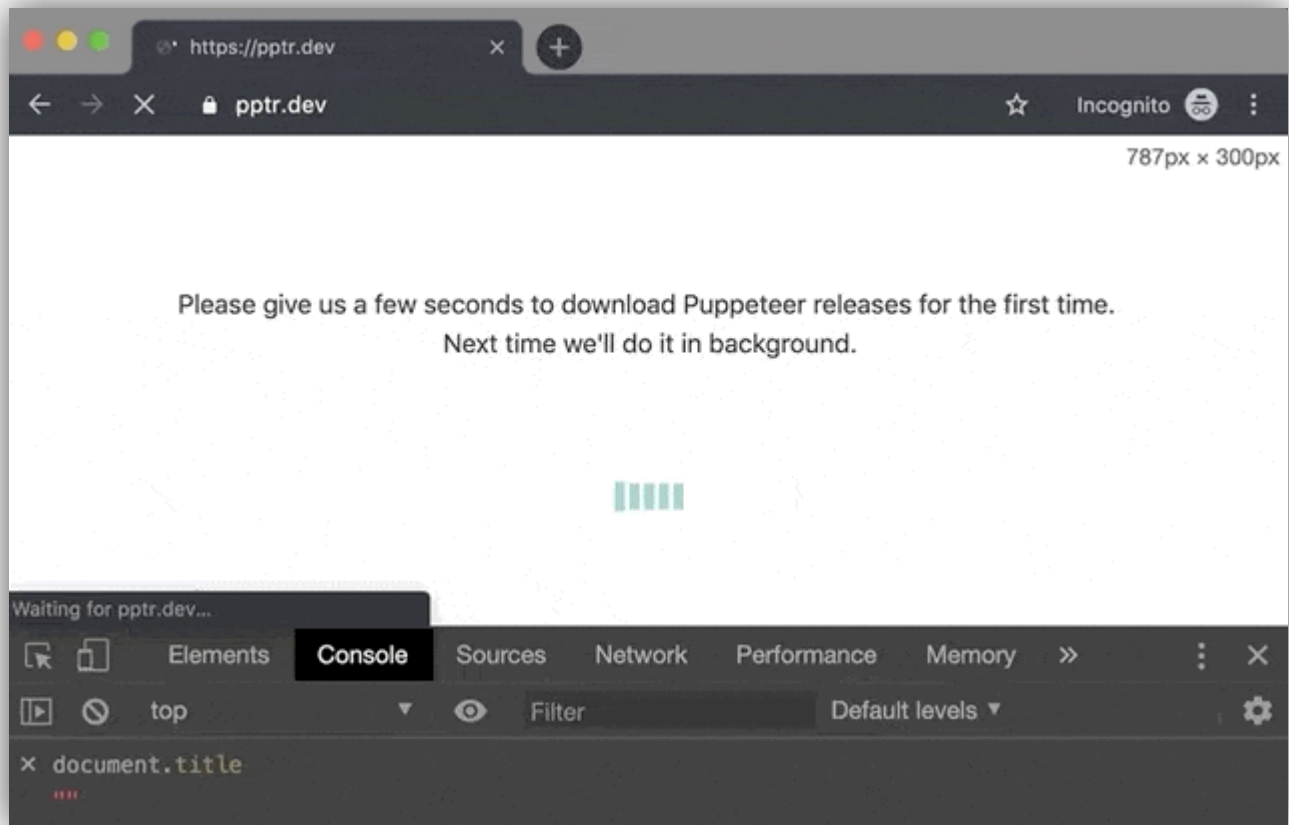 https://pptr.dev
pptr.dev
Incognito
787px × 300px
Please give us a few seconds to download Puppeteer releases for the first time.
Next time we'll do it in background.
Waiting for pptr.dev...
Elements Console Sources Network Performance Memory »
top Filter Default levels ▼
document.title
""